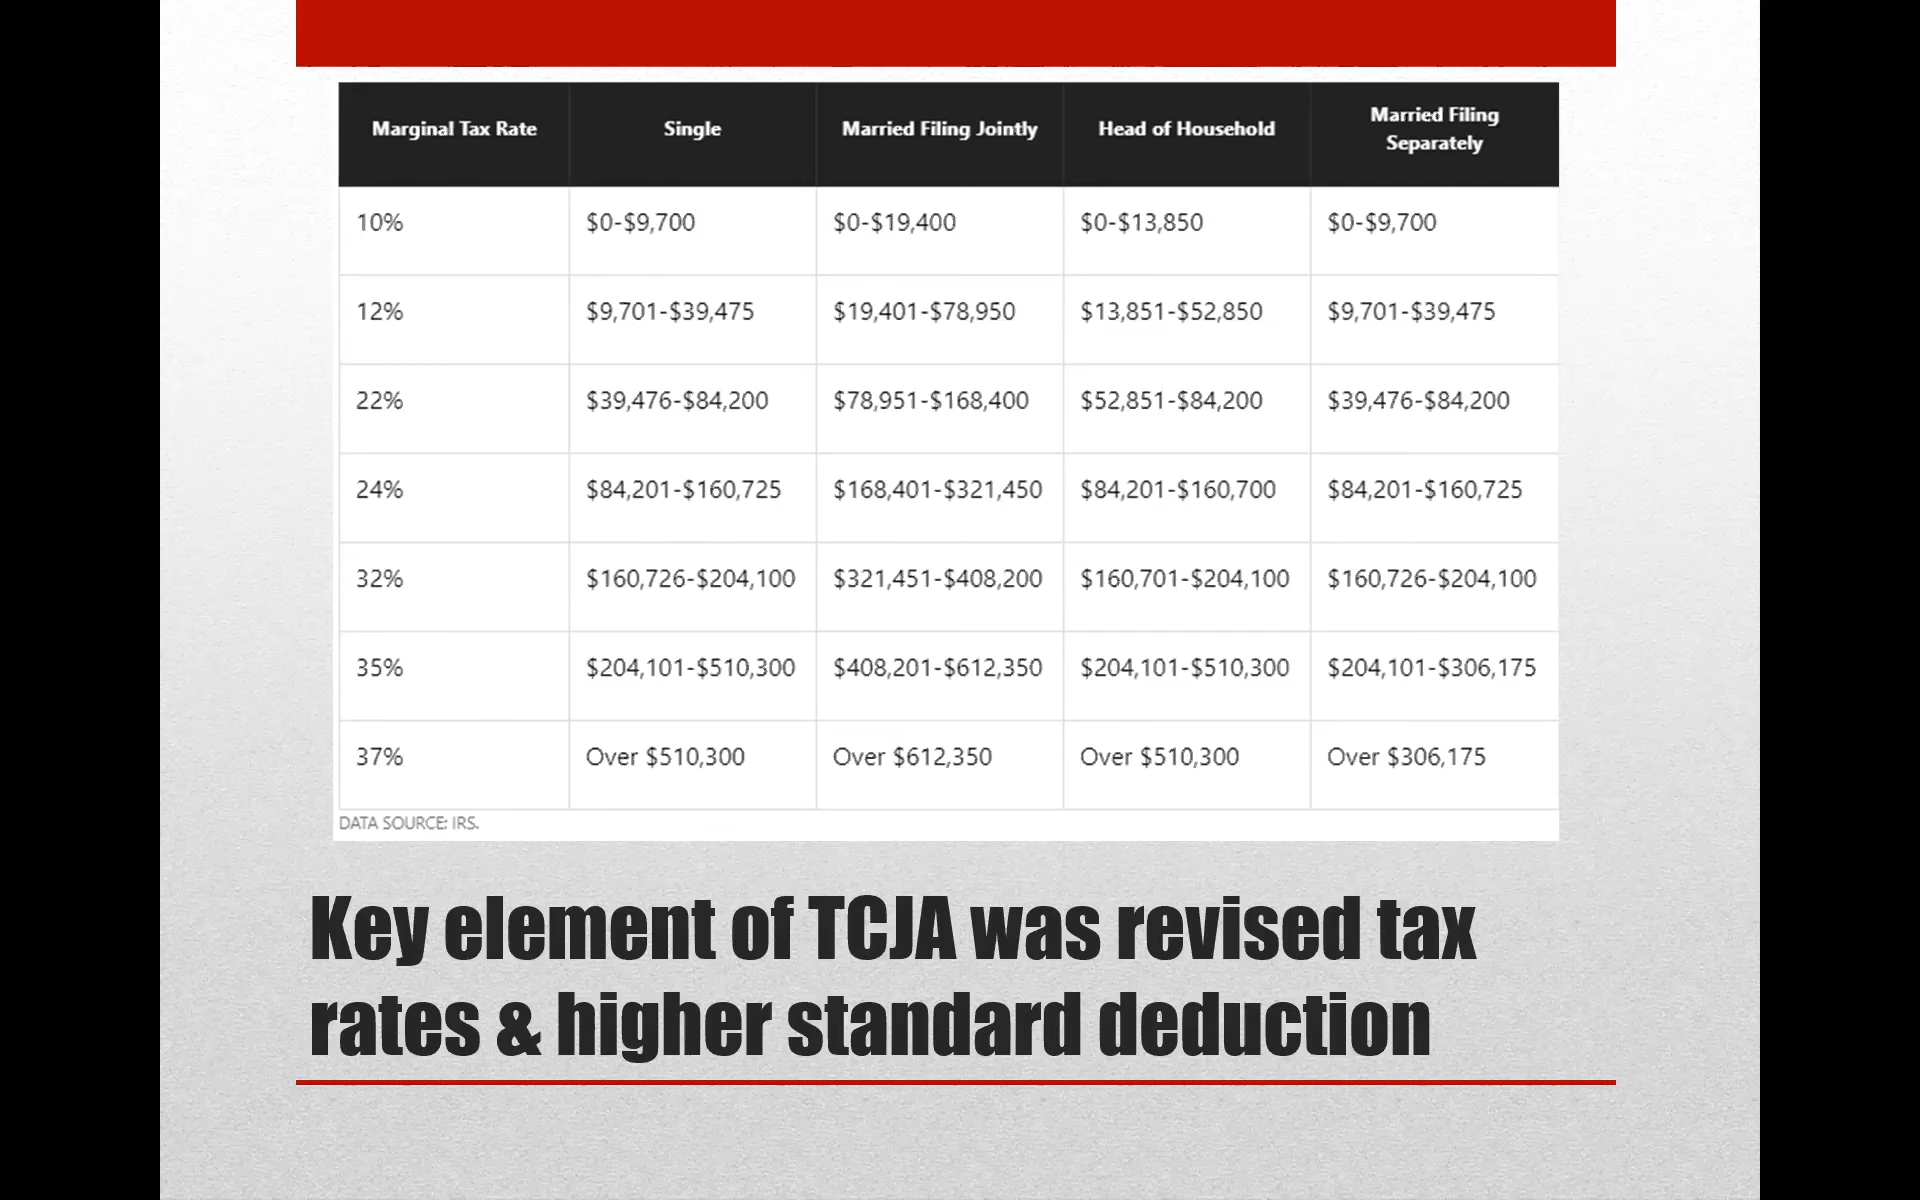 Marginal Tax Rate Single Married Filing Jointly Head of Household Married Filing Separately
10% $0-$9,700 $0-$19,400 $0-$13,850 $0-$9,700
12% $9,701-$39,475 $19,401-$78,950 $13,851-$52,850 $9,701-$39,475
22% $39,476-$84,200 $78,951-$168,400 $52,851-$84,200 $39,476-$84,200
24% $84,201-$160,725 $168,401-$321,450 $84,201-$160,700 $84,201-$160,725
32% $160,726-$204,100 $321,451-$408,200 $160,701-$204,100 $160,726-$204,100
35% $204,101-$510,300 $408,201-$612,350 $204,101-$510,300 $204,101-$306,175
37% Over $510,300 Over $612,350 Over $510,300 Over $306,175
DATA SOURCE: IRS.
Key element of TCJA was revised tax
rates & higher standard deduction